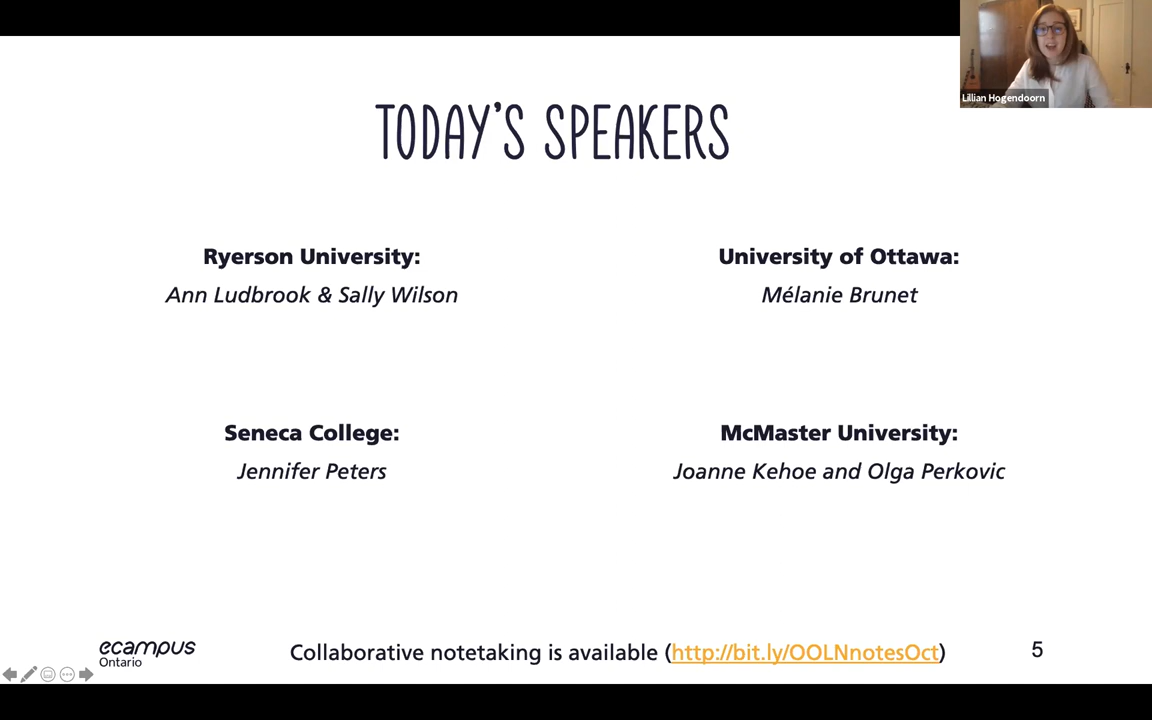 Lillian Hogendoorn
TODAY'S SPEAKERS
Ryerson University:
Ann Ludbrook & Sally Wilson
University of Ottawa:
Mélanie Brunet
Seneca College:
Jennifer Peters
McMaster University:
Joanne Kehoe and Olga Perkovic
ecampus
Ontario
Collaborative notetaking is available (http://bit.ly/OOLNnotesOct)
5